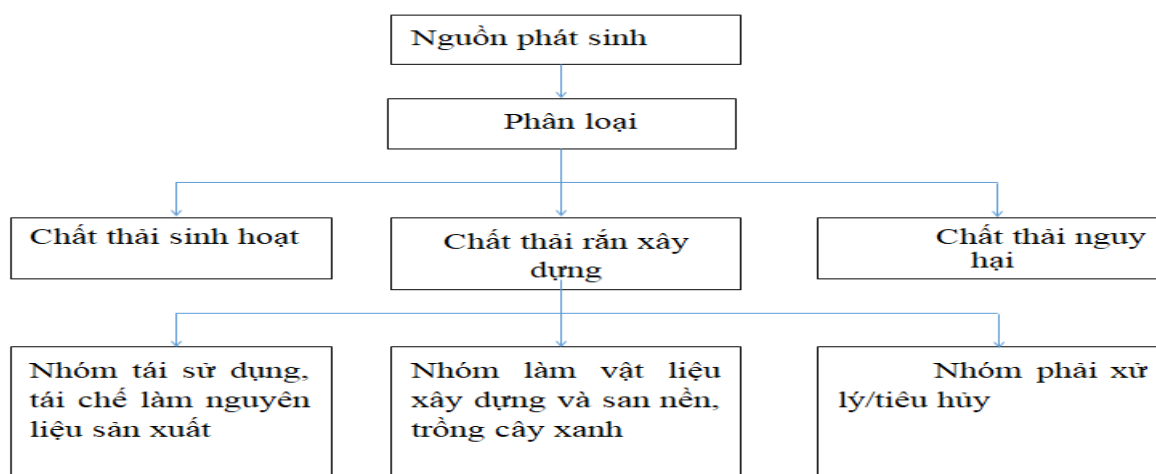 Nguồn phát sinh
Phân loại
Chất thải sinh hoạt
Chất thải rắn xây
dựng
Chất thải nguy
hại
Nhóm tái sử dụng,
tái chế làm nguyên
liệu sản xuất
Nhóm làm vật liệu
xây dựng và san nền,
trồng cây xanh
Nhóm phải xử
lý/tiêu hủy